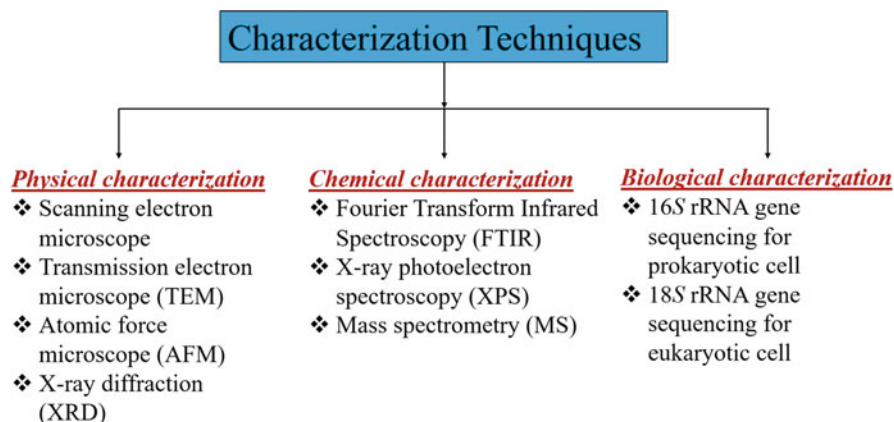 Characterization Techniques
Physical characterization
❖ Scanning electron
microscope
❖ Transmission electron
microscope (TEM)
❖ Atomic force
microscope (AFM)
❖ X-ray diffraction
(XRD)
Chemical characterization
❖ Fourier Transform Infrared
Spectroscopy (FTIR)
❖ X-ray photoelectron
spectroscopy (XPS)
❖ Mass spectrometry (MS)
Biological characterization
❖ 16S rRNA gene
sequencing for
prokaryotic cell
❖ 18S rRNA gene
sequencing for
eukaryotic cell